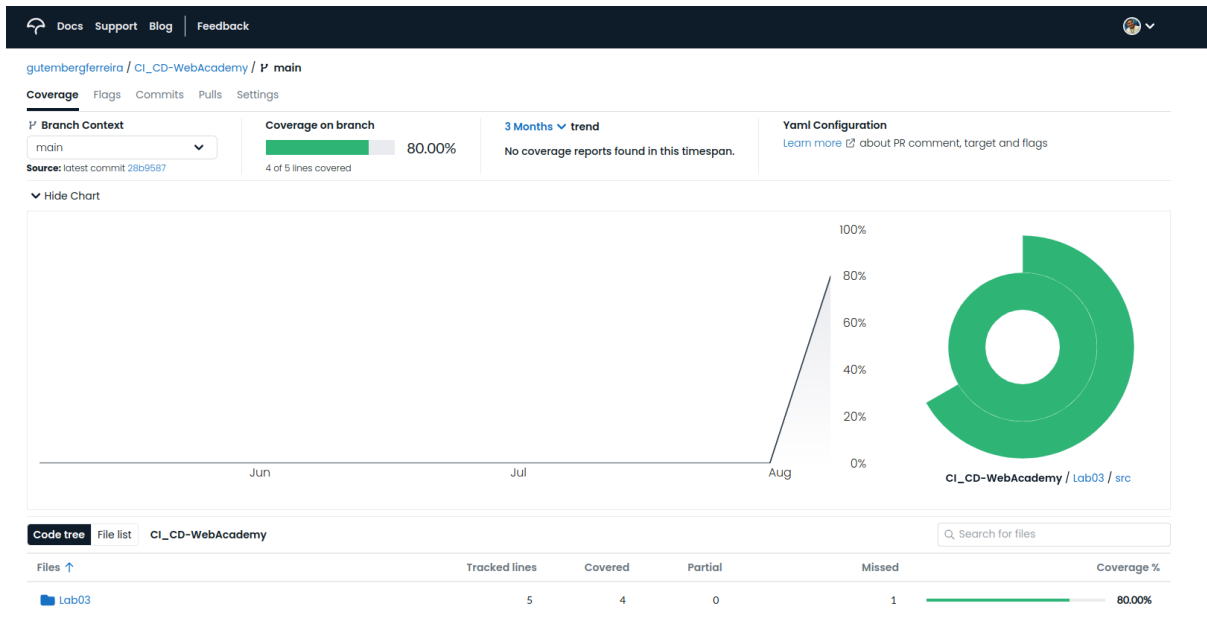 Docs Support Blog Feedback
gutembergferreira / CI_CD-WebAcademy / main
Coverage Flags Commits Pulls Settings
Branch Context
main
Source: latest commit 28b9587
Coverage on branch
80.00%
4 of 5 lines covered
3 Months trend
No coverage reports found in this timespan.
Yaml Configuration
Learn more about PR comment, target and flags
Hide Chart
100%
80%
60%
40%
20%
0%
Jun Jul Aug
CI_CD-WebAcademy / Lab03 / src
Code tree File list CI_CD-WebAcademy Search for files
Files ↑ Tracked lines Covered Partial Missed Coverage %
Lab03 5 4 0 1 80.00%